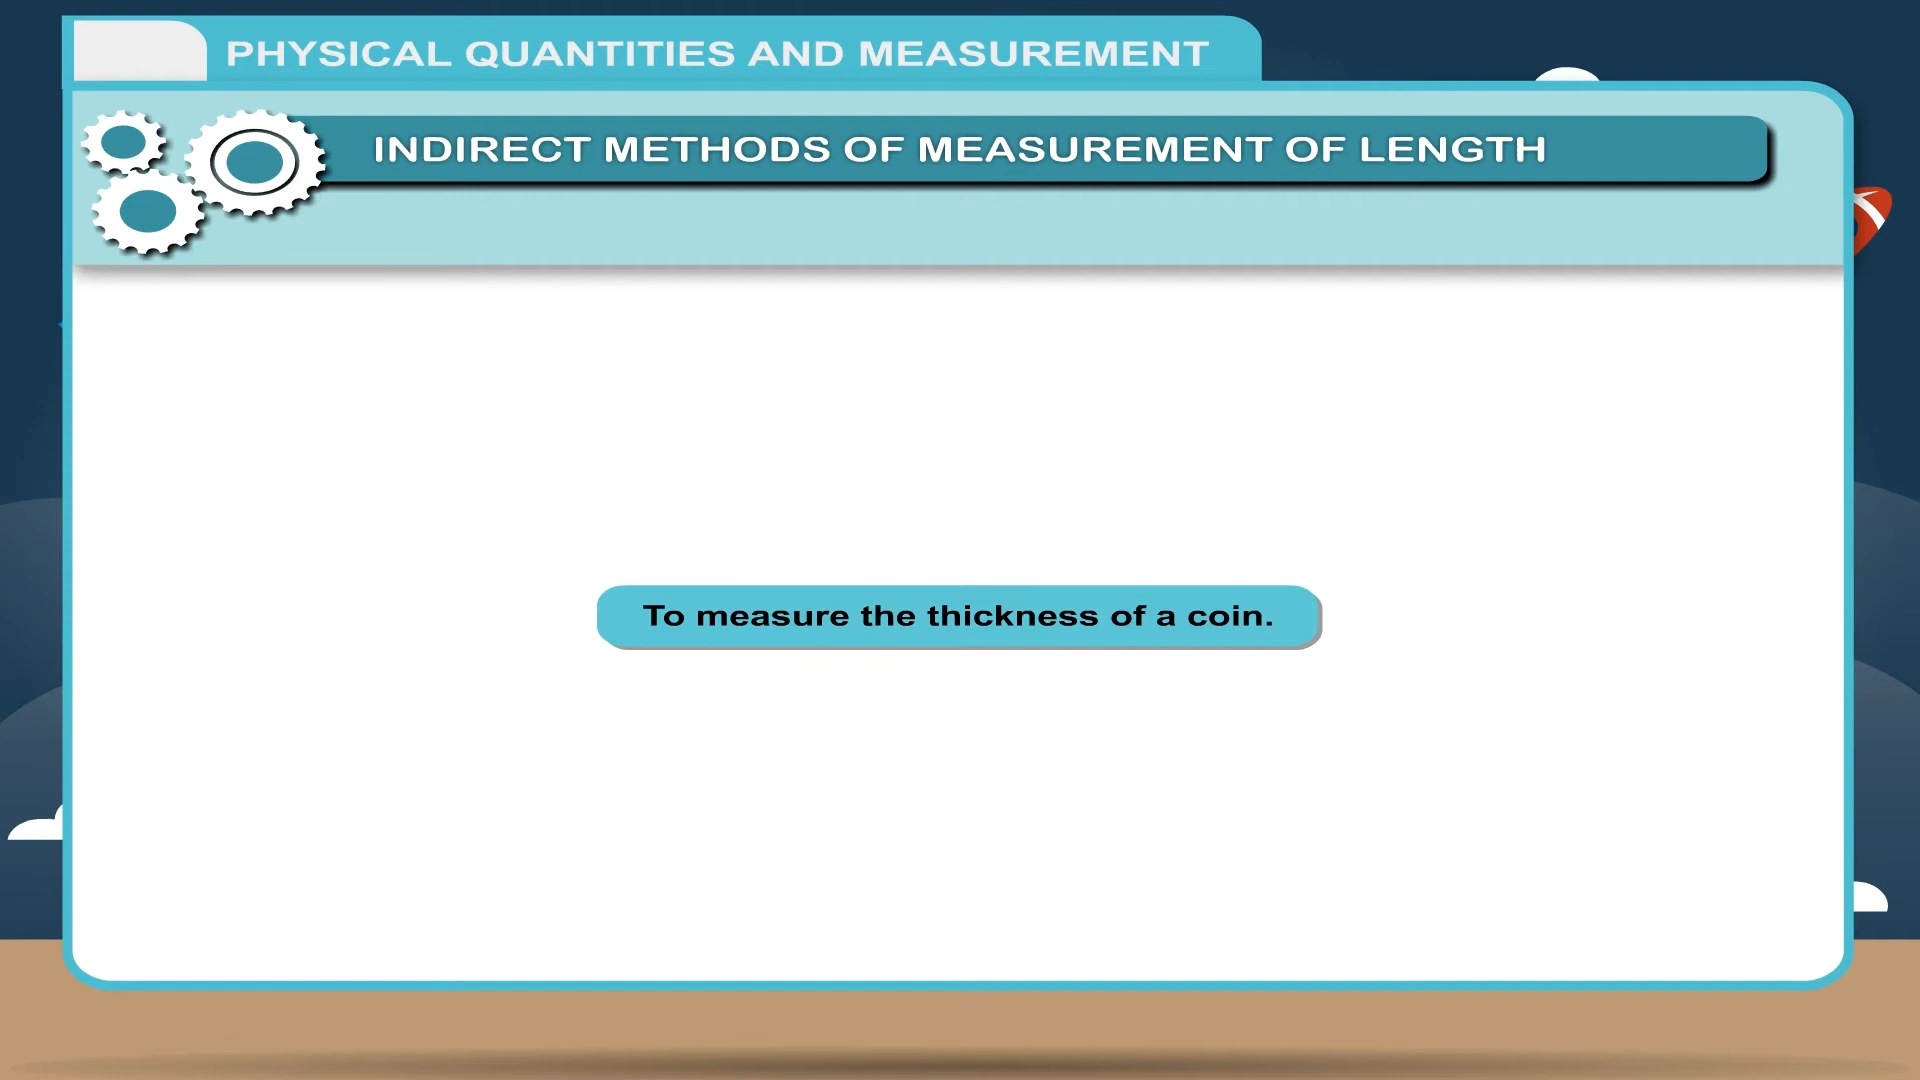 PHYSICAL QUANTITIES AND MEASUREMENT
INDIRECT METHODS OF MEASUREMENT OF LENGTH
To measure the thickness of a coin.